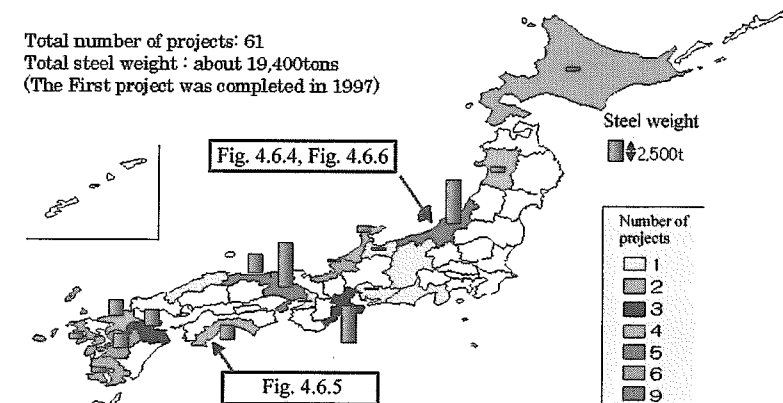 Total number of projects: 61
Total steel weight : about 19,400tons
(The First project was completed in 1997)
Steel weight
2,500t
Fig. 4.6.4, Fig. 4.6.6
Number of
projects
1
2
3
4
5
6
9
Fig. 4.6.5